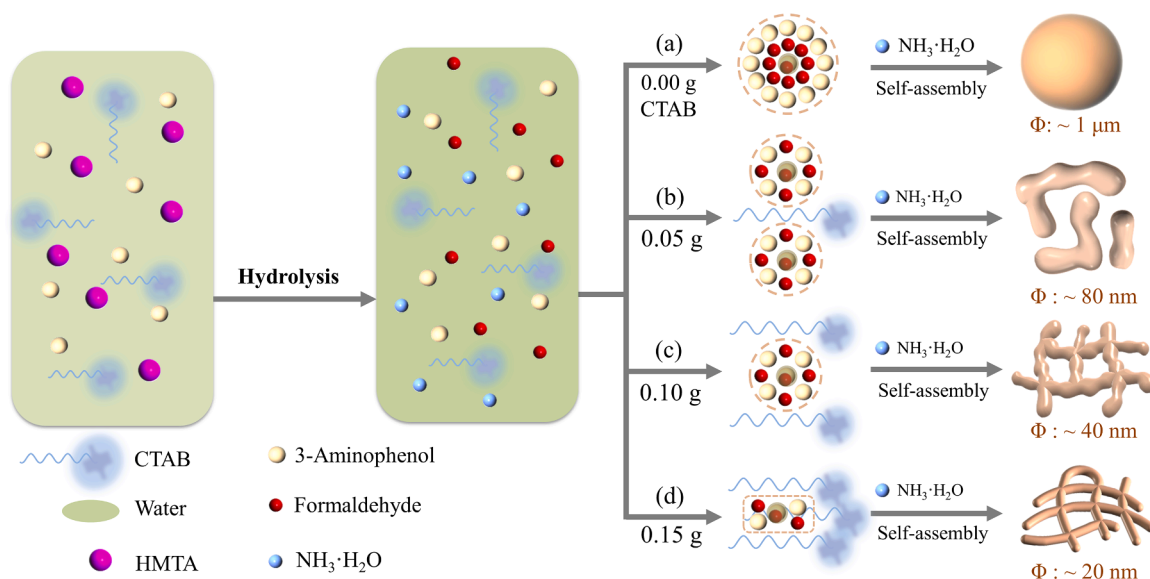 Hydrolysis
(a)
0.00 g
CTAB
NH₃·H₂O
Self-assembly
Φ: ~ 1 μm
(b)
0.05 g
NH₃·H₂O
Self-assembly
Φ : ~ 80 nm
(c)
0.10 g
NH₃·H₂O
Self-assembly
Φ : ~ 40 nm
(d)
0.15 g
NH₃·H₂O
Self-assembly
Φ : ~ 20 nm
CTAB
3-Aminophenol
Water
Formaldehyde
HMTA
NH₃·H₂O